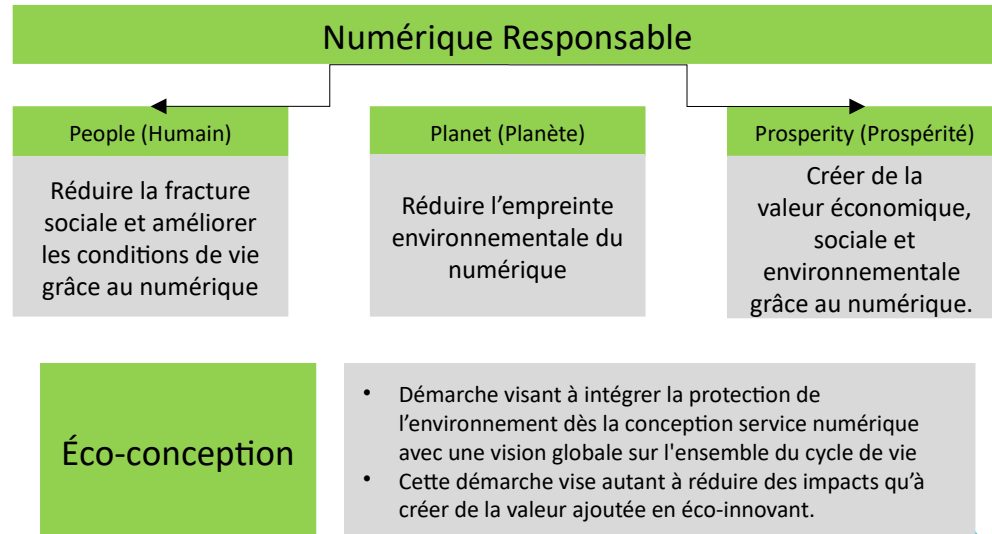 Numérique Responsable
People (Humain)
Réduire la fracture
sociale et améliorer
les conditions de vie
grâce au numérique
Planet (Planète)
Réduire l’empreinte
environnementale du
numérique
Prosperity (Prospérité)
Créer de la
valeur économique,
sociale et
environnementale
grâce au numérique.
Éco-conception
• Démarche visant à intégrer la protection de
l’environnement dès la conception service numérique
avec une vision globale sur l'ensemble du cycle de vie
• Cette démarche vise autant à réduire des impacts qu’à
créer de la valeur ajoutée en éco-innovant.